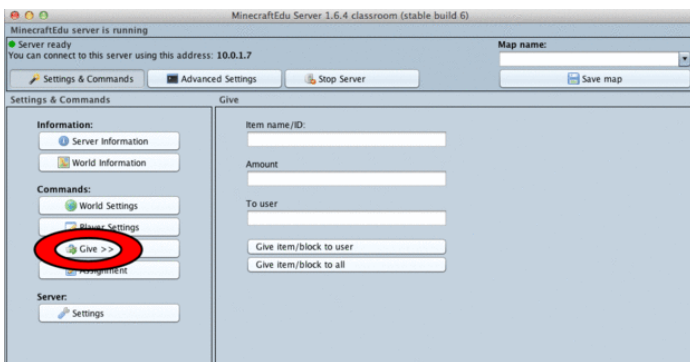 MinecraftEdu Server 1.6.4 classroom (stable build 6)
MinecraftEdu server is running
Server ready
You can connect to this server using this address: 10.0.1.7
Map name:
Settings & Commands
Advanced Settings
Stop Server
Save map
Settings & Commands
Give
Information:
Server Information
World Information
Commands:
World Settings
Player Settings
Give >>
Assignment
Server:
Settings
Item name/ID:
Amount
To user
Give item/block to user
Give item/block to all